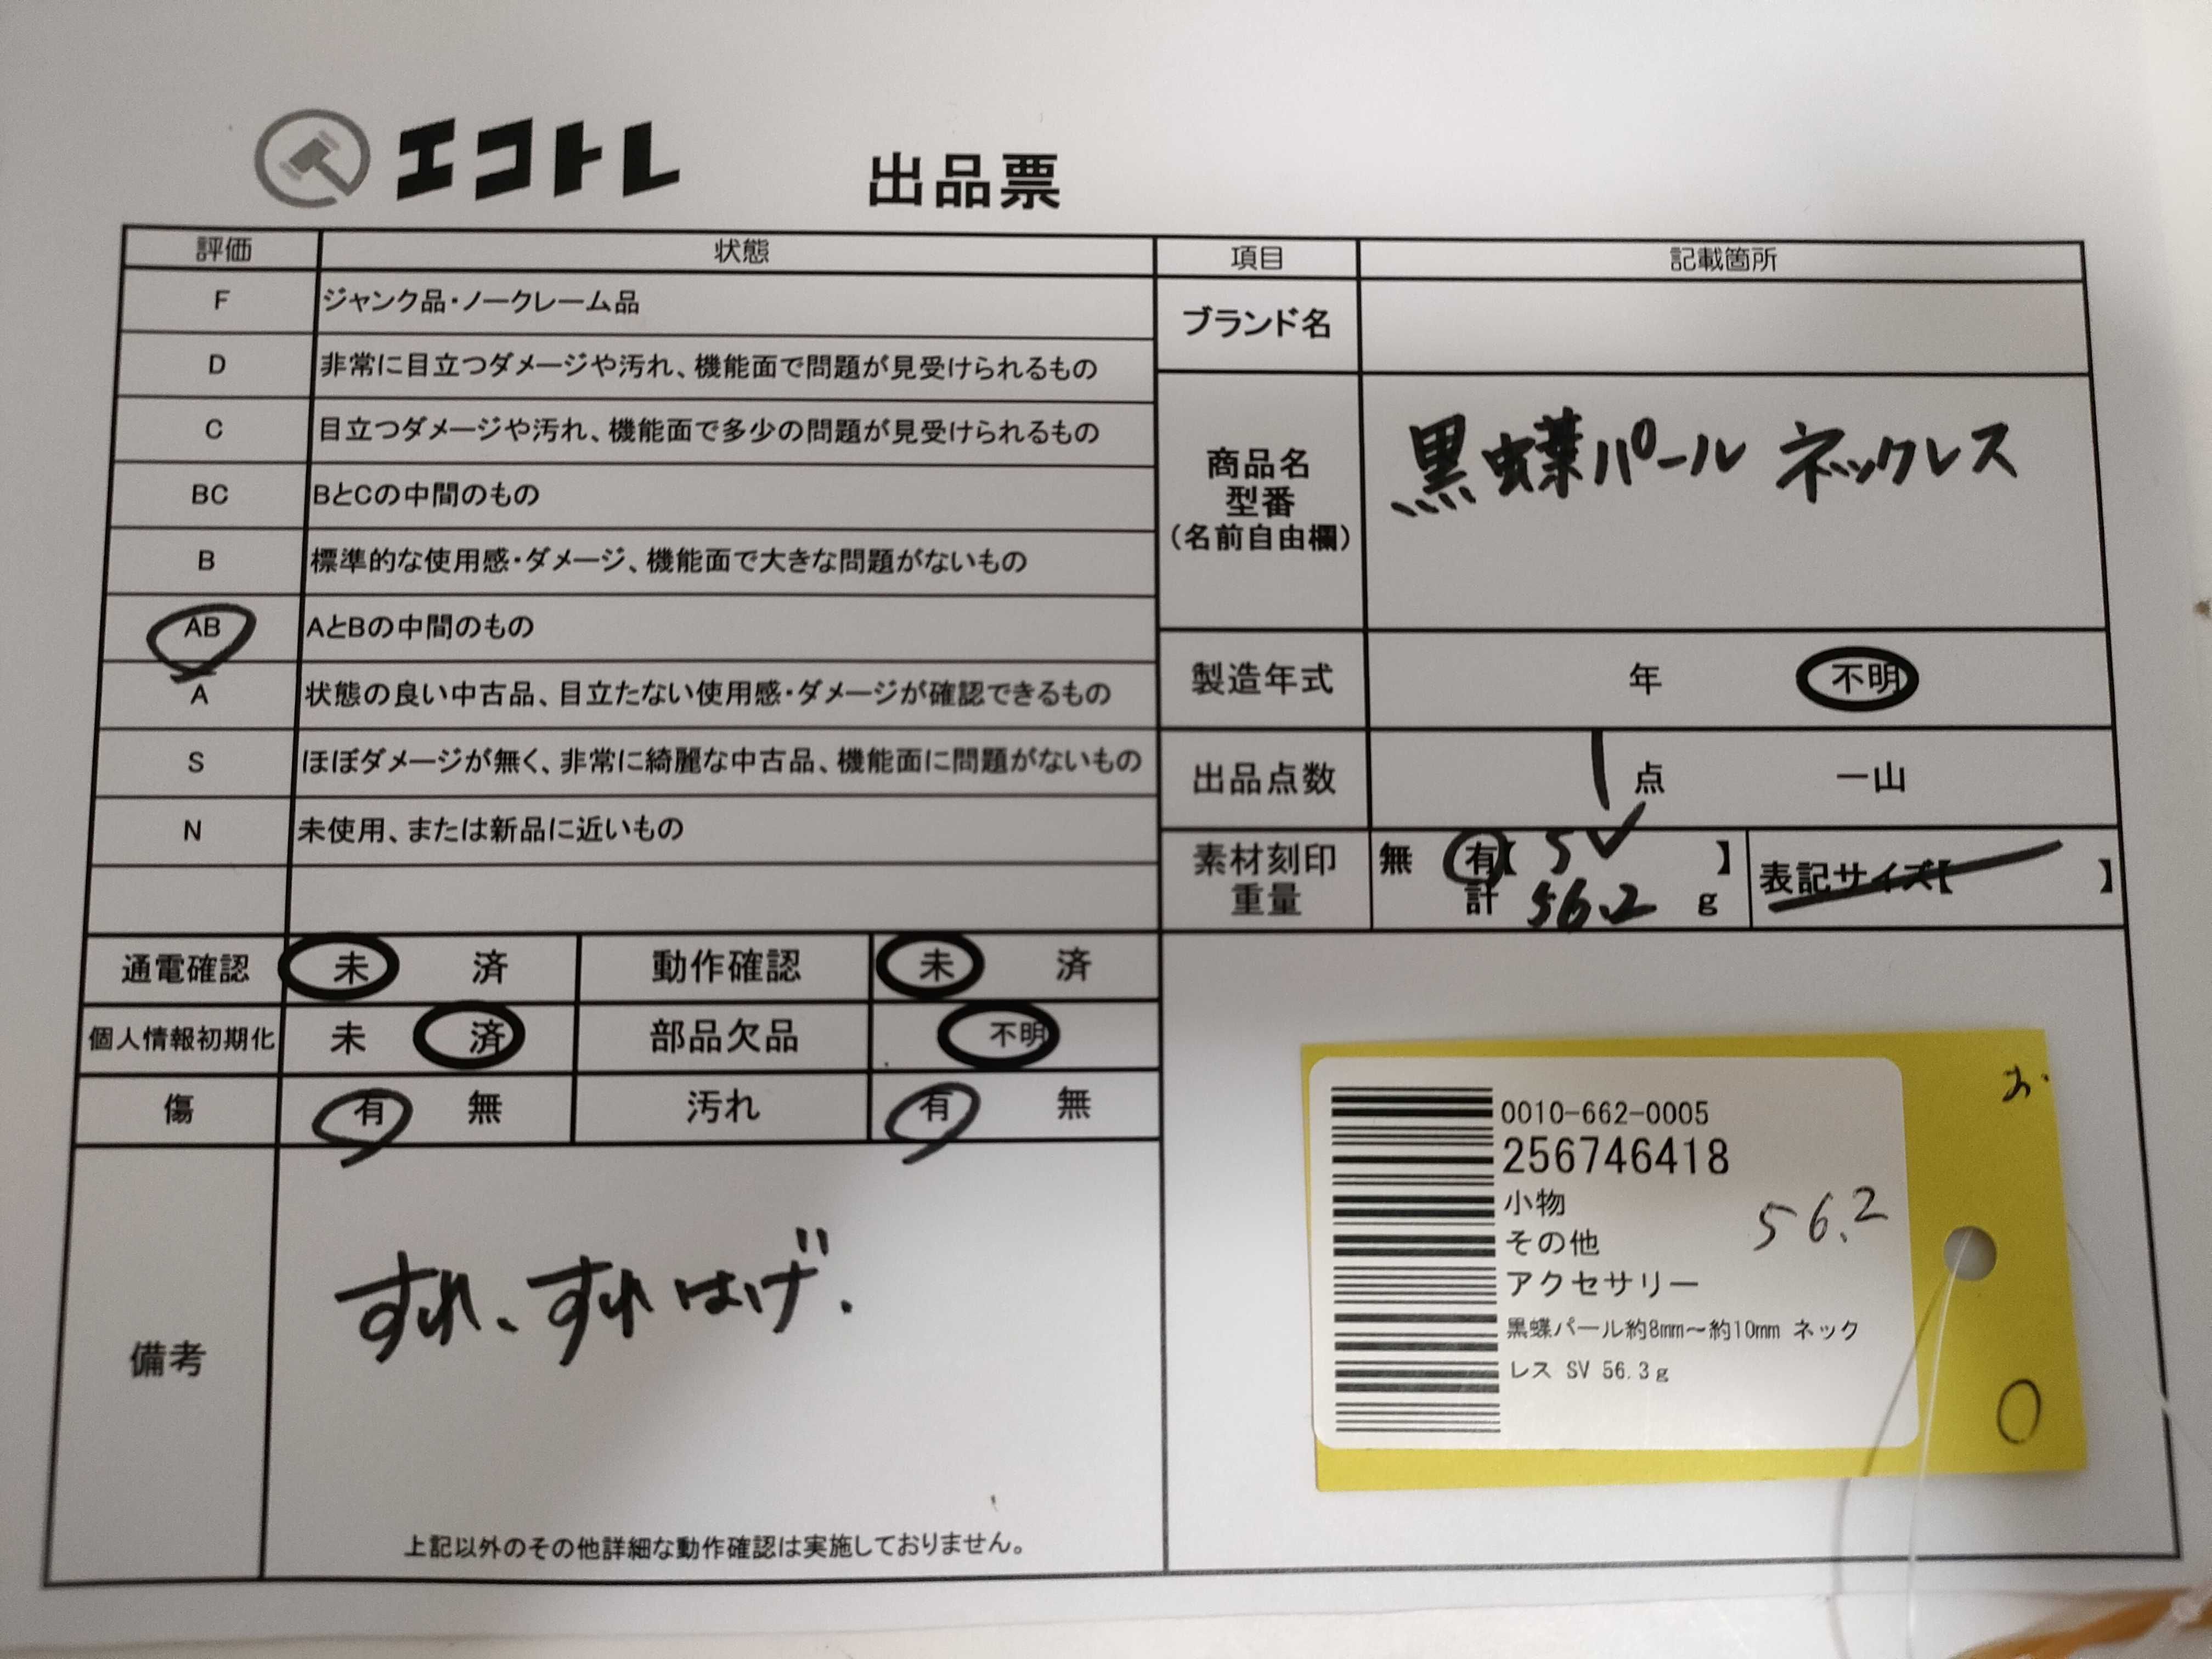 エコトレ 出品票
評価 状態
F ジャンク品・ノークレーム品
D 非常に目立つダメージや汚れ、機能面で問題が見受けられるもの
C 目立つダメージや汚れ、機能面で多少の問題が見受けられるもの
BC BとCの中間のもの
B 標準的な使用感・ダメージ、機能面で大きな問題がないもの
AB AとBの中間のもの
A 状態の良い中古品、目立たない使用感・ダメージが確認できるもの
S ほぼダメージが無く、非常に綺麗な中古品、機能面に問題がないもの
N 未使用、または新品に近いもの
項目 記載箇所
ブランド名
商品名
型番
(名前自由欄)
黒蝶パール ネックレス
製造年式 年 不明
出品点数 1 点 一山
素材刻印 無 有【 SV 】 表記サイズ【 】
重量 計 56.2 g
通電確認 未 済 動作確認 未 済
個人情報初期化 未 済 部品欠品 不明
傷 有 無 汚れ 有 無
備考
すれ、すれはげ.
上記以外のその他詳細な動作確認は実施しておりません。
お.
0010-662-0005
256746418
小物
その他 56.2
アクセサリー
黒蝶パール約8mm～約10mm ネック
レス SV 56.3g
○